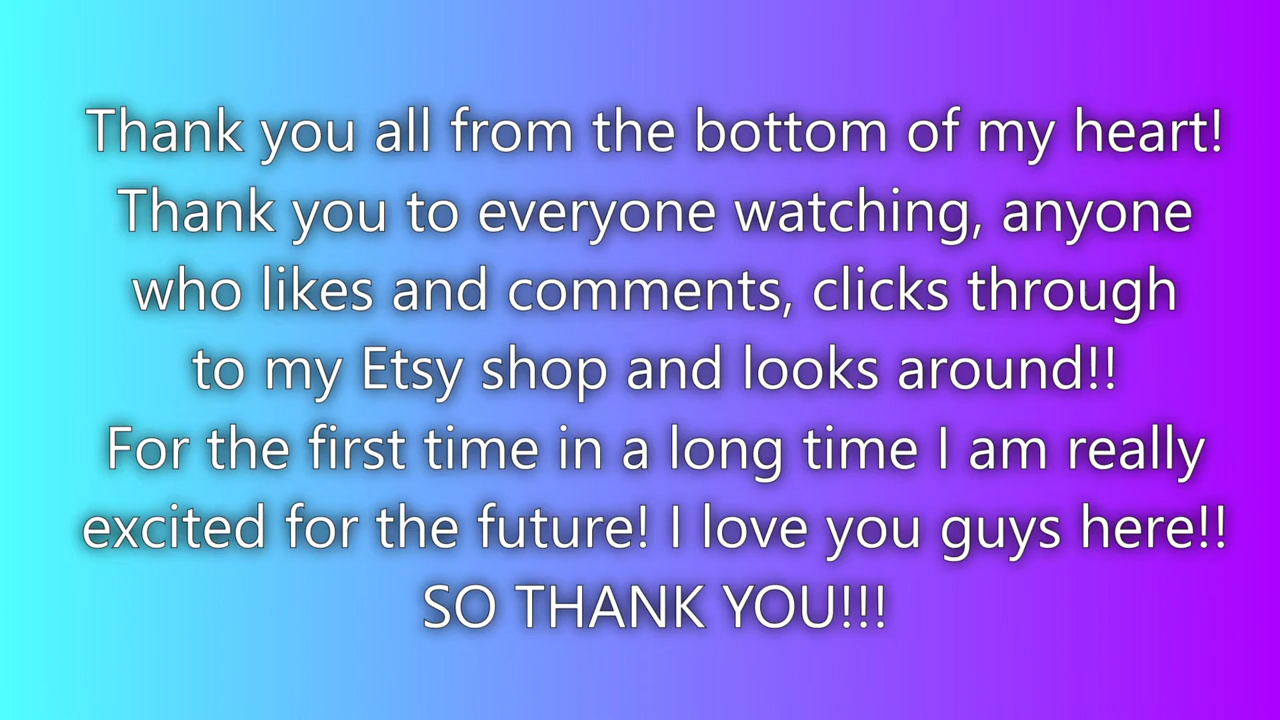 Thank you all from the bottom of my heart!
Thank you to everyone watching, anyone
who likes and comments, clicks through
to my Etsy shop and looks around!!
For the first time in a long time I am really
excited for the future! I love you guys here!!
SO THANK YOU!!!